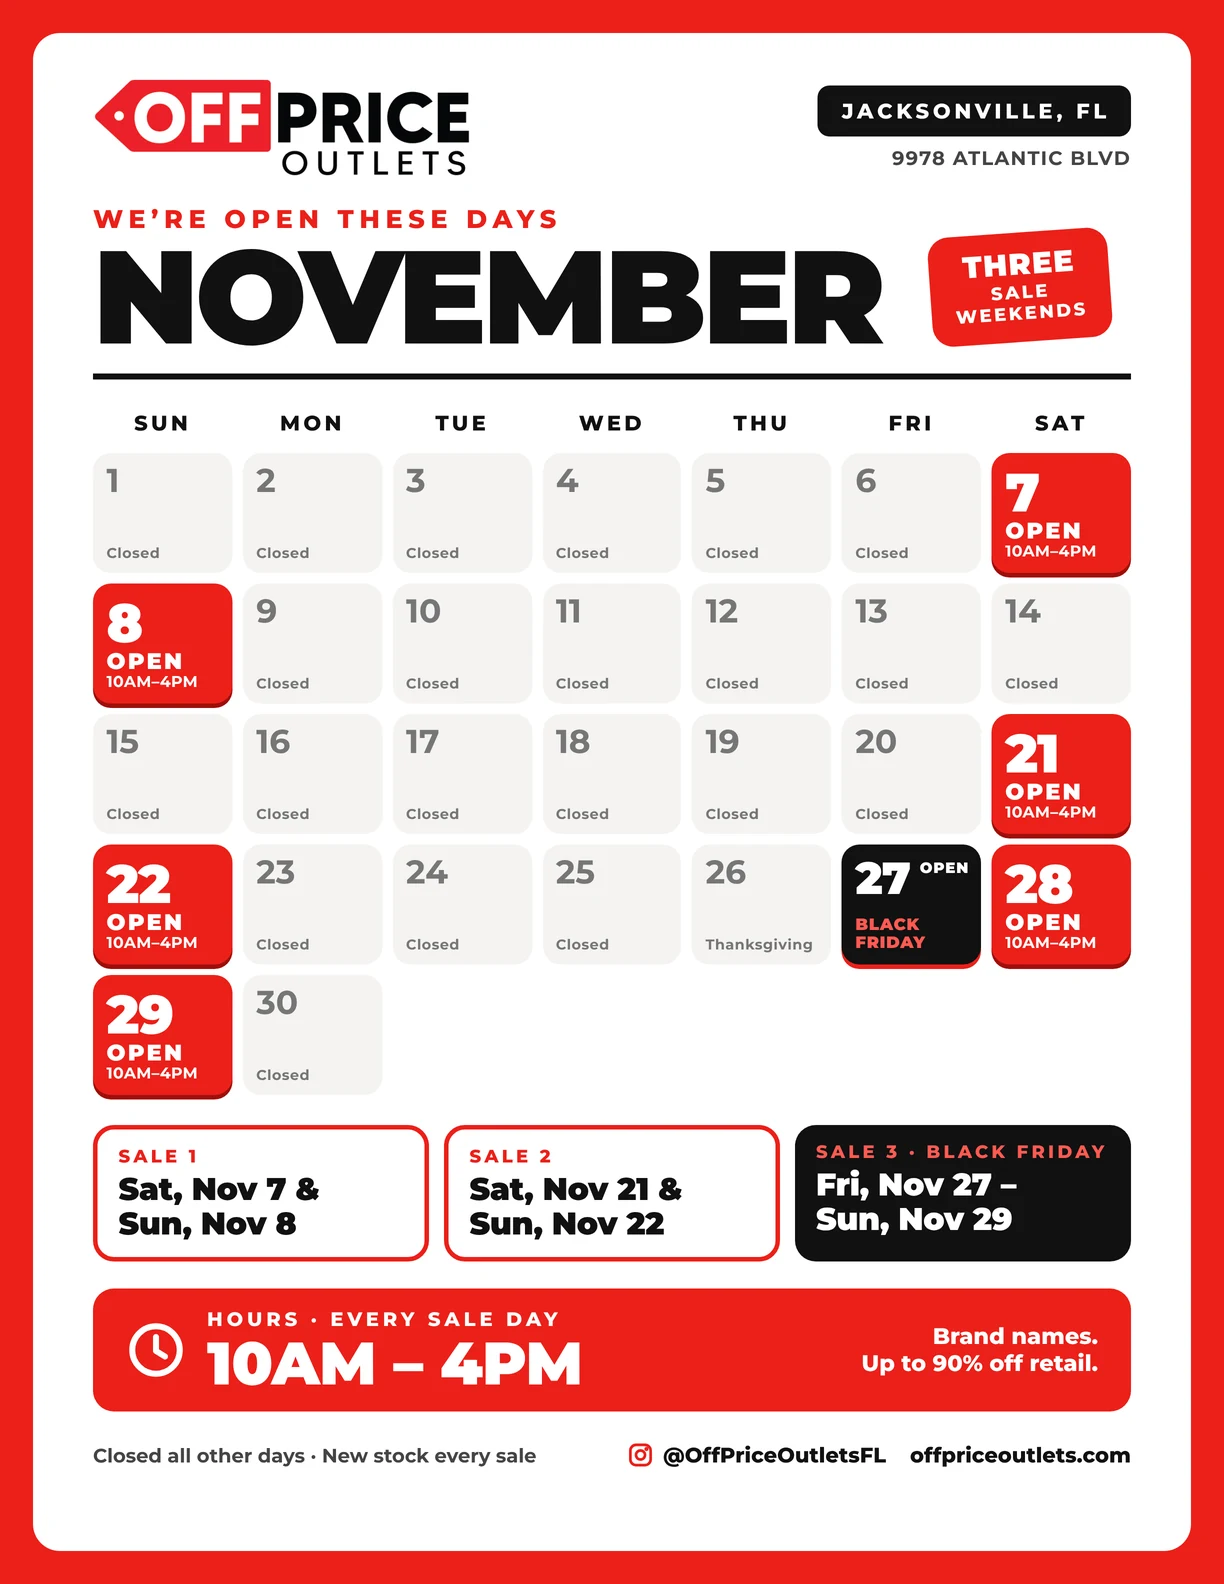 OFF PRICE
OUTLETS
JACKSONVILLE, FL
9978 ATLANTIC BLVD
WE'RE OPEN THESE DAYS
NOVEMBER
THREE
SALE
WEEKENDS
SUN MON TUE WED THU FRI SAT
1 2 3 4 5 6 7
OPEN
Closed Closed Closed Closed Closed Closed 10AM–4PM
8 9 10 11 12 13 14
OPEN
10AM–4PM Closed Closed Closed Closed Closed Closed
15 16 17 18 19 20 21
OPEN
Closed Closed Closed Closed Closed Closed 10AM–4PM
22 23 24 25 26 27 OPEN 28
OPEN BLACK OPEN
10AM–4PM Closed Closed Closed Thanksgiving FRIDAY 10AM–4PM
29 30
OPEN
10AM–4PM Closed
SALE 1
Sat, Nov 7 &
Sun, Nov 8
SALE 2
Sat, Nov 21 &
Sun, Nov 22
SALE 3 · BLACK FRIDAY
Fri, Nov 27 –
Sun, Nov 29
HOURS · EVERY SALE DAY
10AM – 4PM
Brand names.
Up to 90% off retail.
Closed all other days · New stock every sale
@OffPriceOutletsFL offpriceoutlets.com